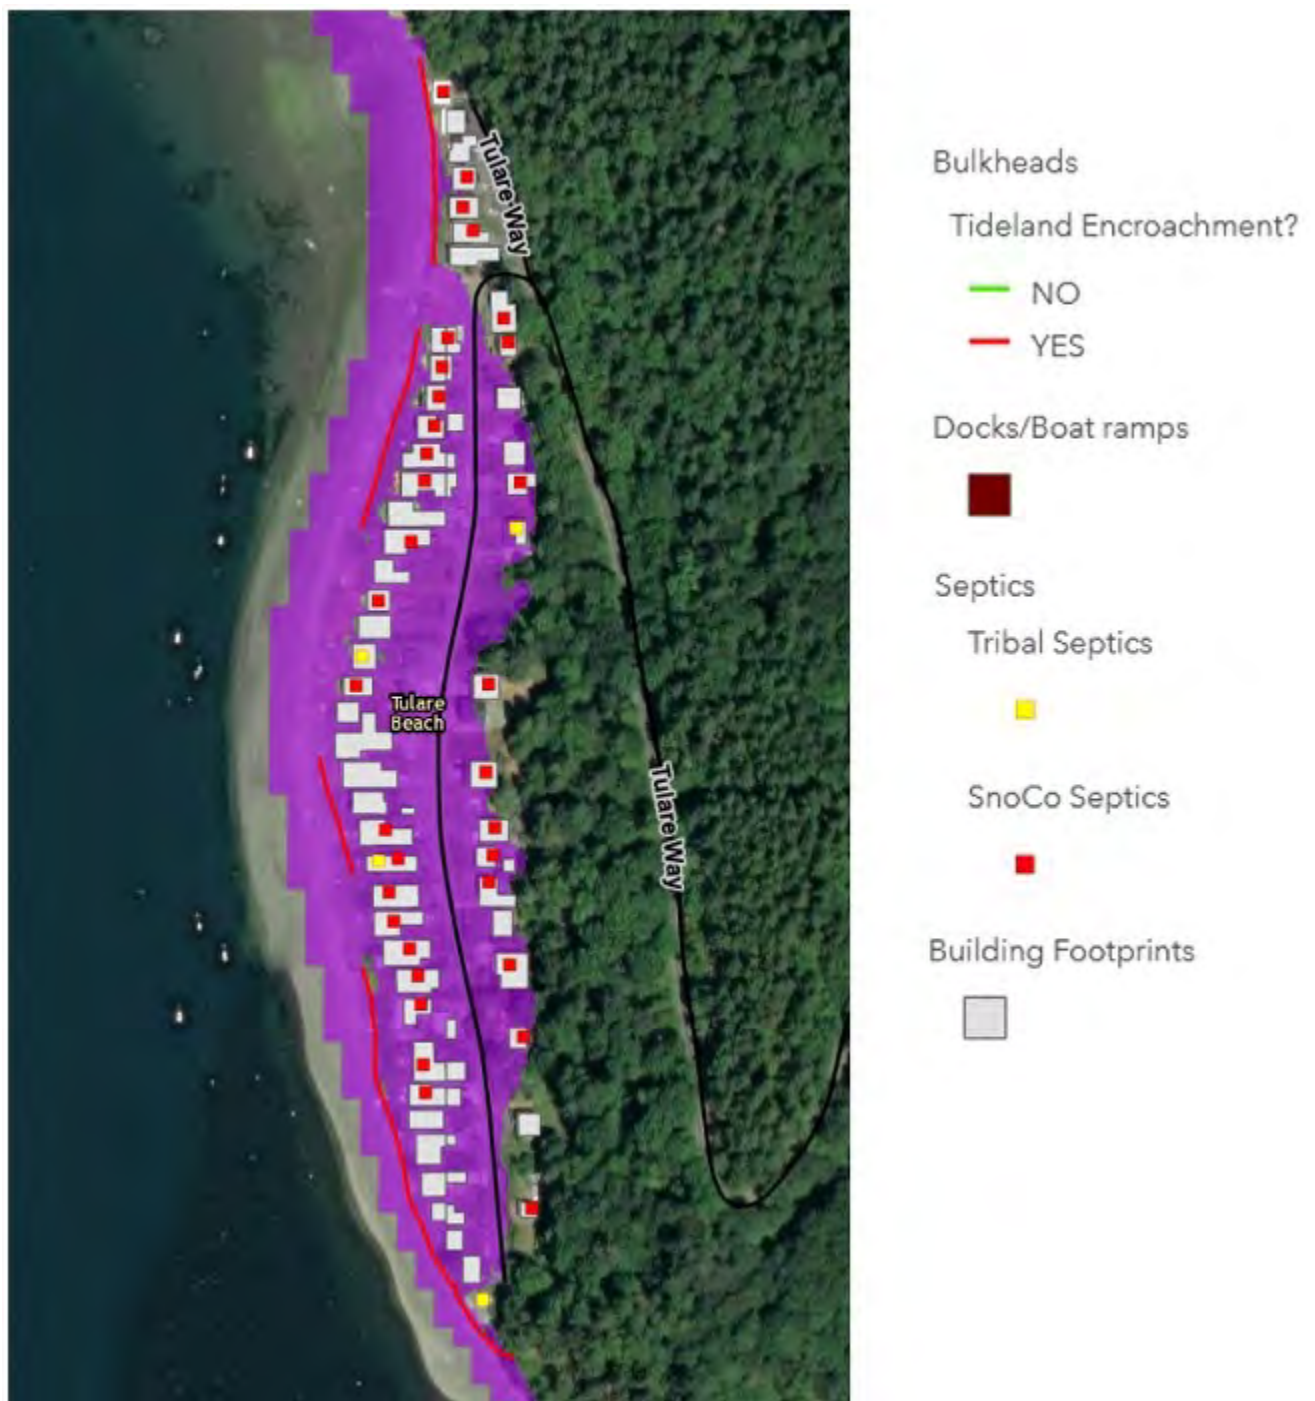 Tulare Way
Tulare
Beach
Tulare Way
Bulkheads
Tideland Encroachment?
NO
YES
Docks/Boat ramps
Septics
Tribal Septics
SnoCo Septics
Building Footprints